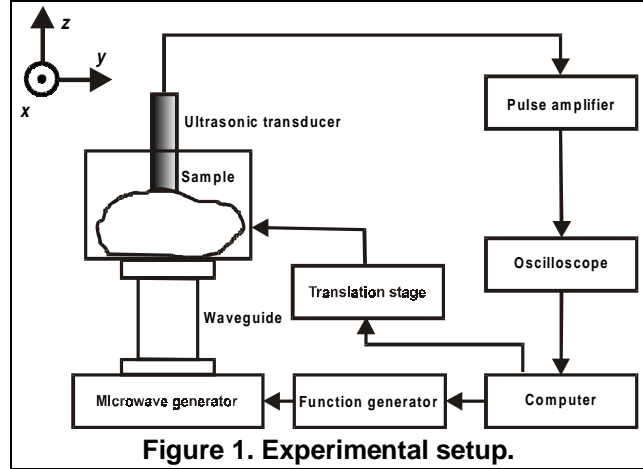 z
y
x
Ultrasonic transducer
Pulse amplifier
Sample
Oscilloscope
Translation stage
Waveguide
Microwave generator
Function generator
Computer
Figure 1. Experimental setup.